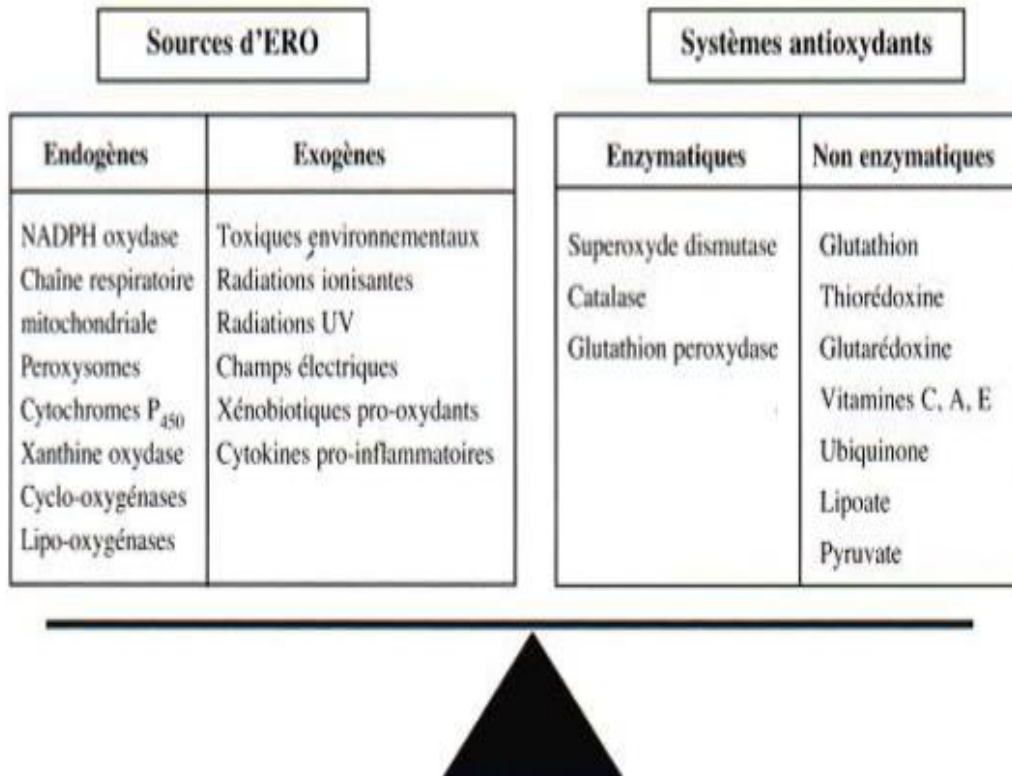 Sources d'ERO
Endogènes
Exogènes
NADPH oxydase
Chaîne respiratoire
mitochondriale
Peroxysomes
Cytochromes P450
Xanthine oxydase
Cyclo-oxygénases
Lipo-oxygénases
Toxiques environnementaux
Radiations ionisantes
Radiations UV
Champs électriques
Xénobiotiques pro-oxydants
Cytokines pro-inflammatoires
Systèmes antioxydants
Enzymatiques
Non enzymatiques
Superoxyde dismutase
Catalase
Glutathion peroxydase
Glutathion
Thiorédoxine
Glutarédoxine
Vitamines C, A, E
Ubiquinone
Lipoate
Pyruvate